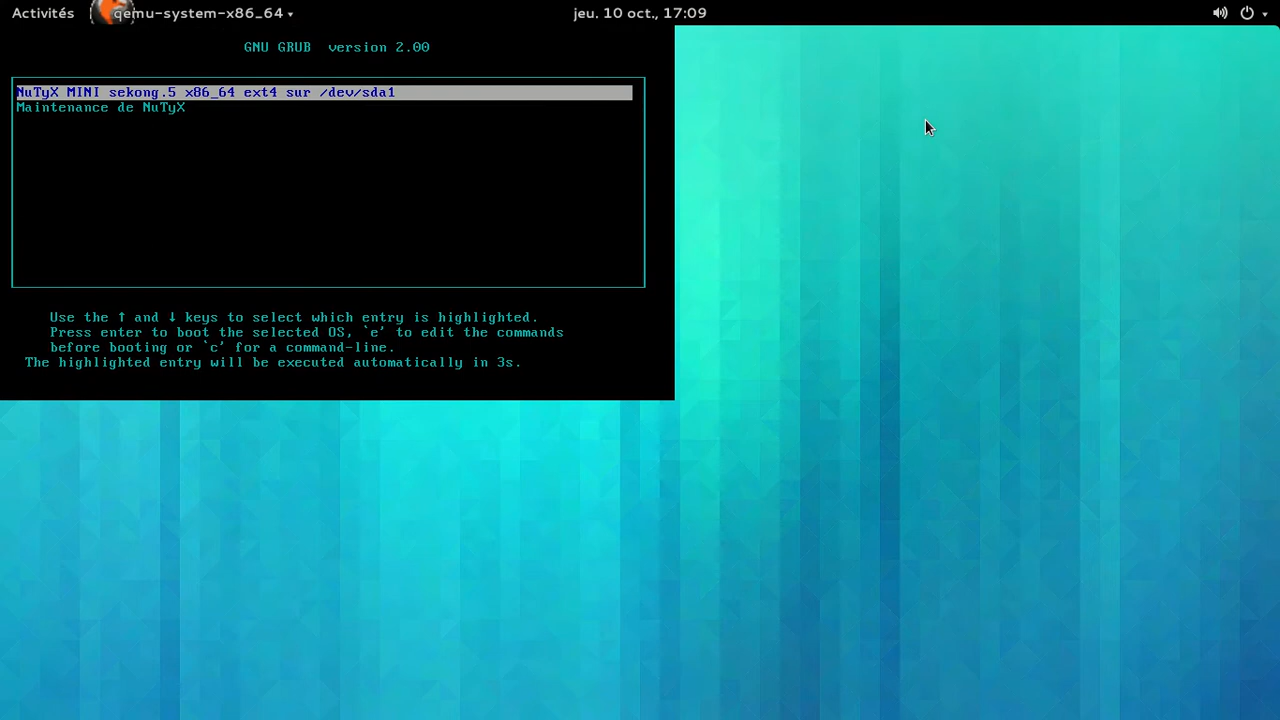 Activités qemu-system-x86_64 jeu. 10 oct., 17:09
GNU GRUB version 2.00
NuTyX MINI sekong.5 x86_64 ext4 sur /dev/sda1
Maintenance de NuTyX
Use the ↑ and ↓ keys to select which entry is highlighted.
Press enter to boot the selected OS, `e' to edit the commands
before booting or `c' for a command-line.
The highlighted entry will be executed automatically in 3s.